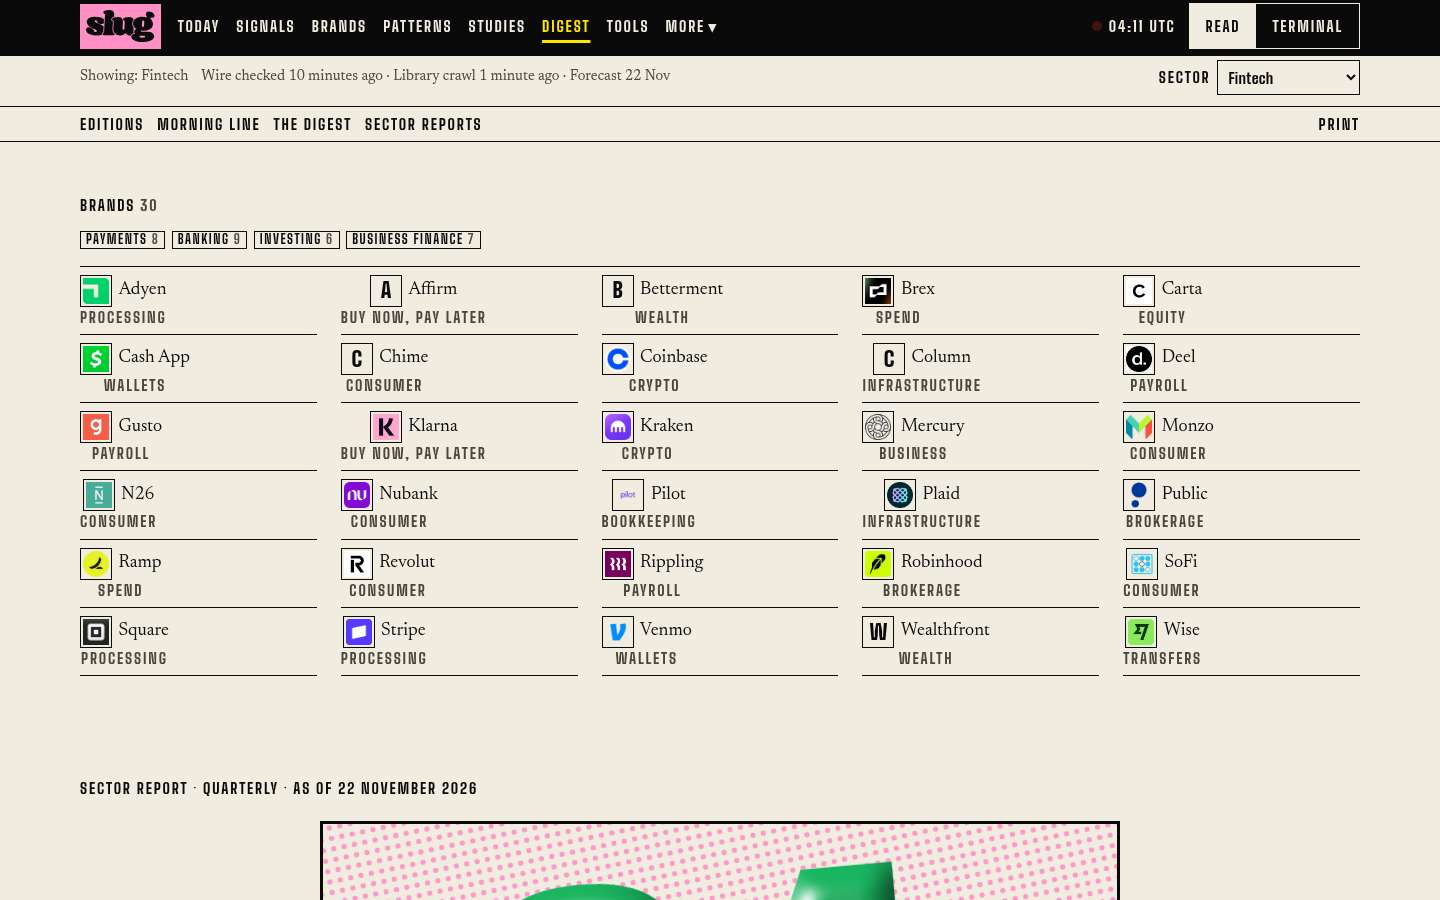 slug TODAY SIGNALS BRANDS PATTERNS STUDIES DIGEST TOOLS MORE ▾ 04:11 UTC READ TERMINAL
Showing: Fintech Wire checked 10 minutes ago · Library crawl 1 minute ago · Forecast 22 Nov SECTOR Fintech
EDITIONS MORNING LINE THE DIGEST SECTOR REPORTS PRINT
BRANDS 30
PAYMENTS 8 BANKING 9 INVESTING 6 BUSINESS FINANCE 7
Adyen A Affirm B Betterment Brex C Carta
PROCESSING BUY NOW, PAY LATER WEALTH SPEND EQUITY
$ Cash App C Chime Coinbase C Column d. Deel
WALLETS CONSUMER CRYPTO INFRASTRUCTURE PAYROLL
g Gusto K Klarna Kraken Mercury Monzo
PAYROLL BUY NOW, PAY LATER CRYPTO BUSINESS CONSUMER
N N26 nu Nubank pilot Pilot Plaid Public
CONSUMER CONSUMER BOOKKEEPING INFRASTRUCTURE BROKERAGE
Ramp R Revolut Rippling Robinhood SoFi
SPEND CONSUMER PAYROLL BROKERAGE CONSUMER
Square Stripe Venmo W Wealthfront Wise
PROCESSING PROCESSING WALLETS WEALTH TRANSFERS
SECTOR REPORT · QUARTERLY · AS OF 22 NOVEMBER 2026